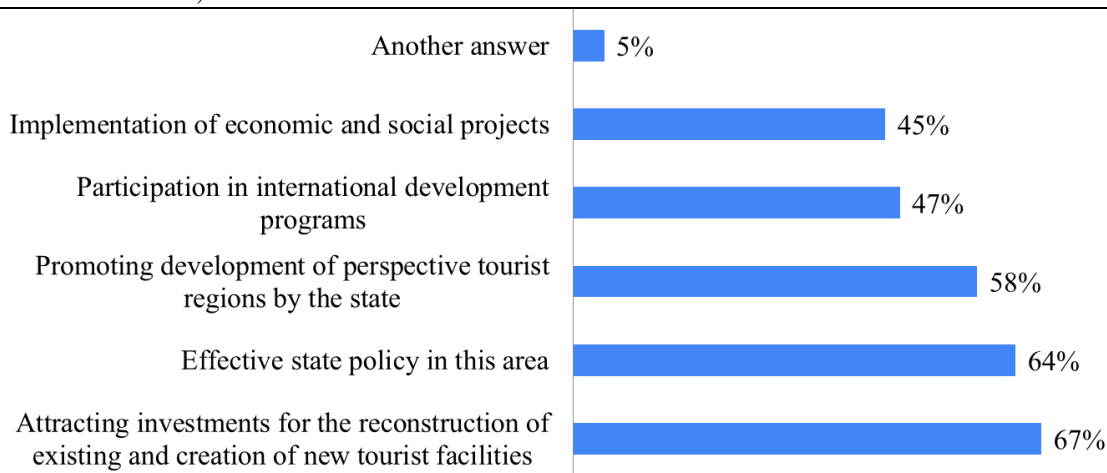 Another answer
5%
Implementation of economic and social projects
45%
Participation in international development
programs
47%
Promoting development of perspective tourist
regions by the state
58%
Effective state policy in this area
64%
Attracting investments for the reconstruction of
existing and creation of new tourist facilities
67%